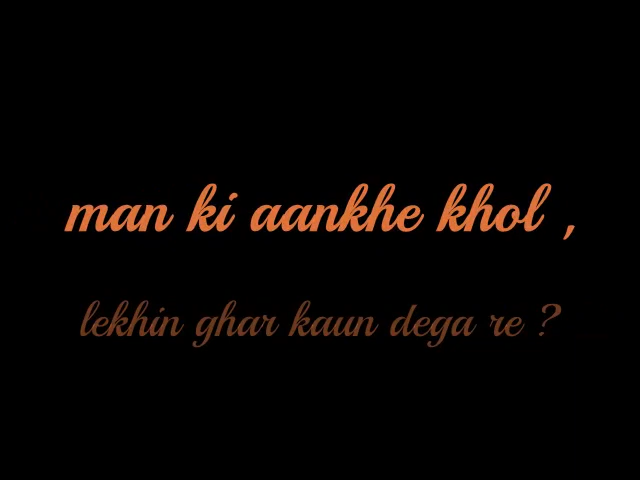 man ki aankhe khol ,
lekhin ghar kaun dega re ?